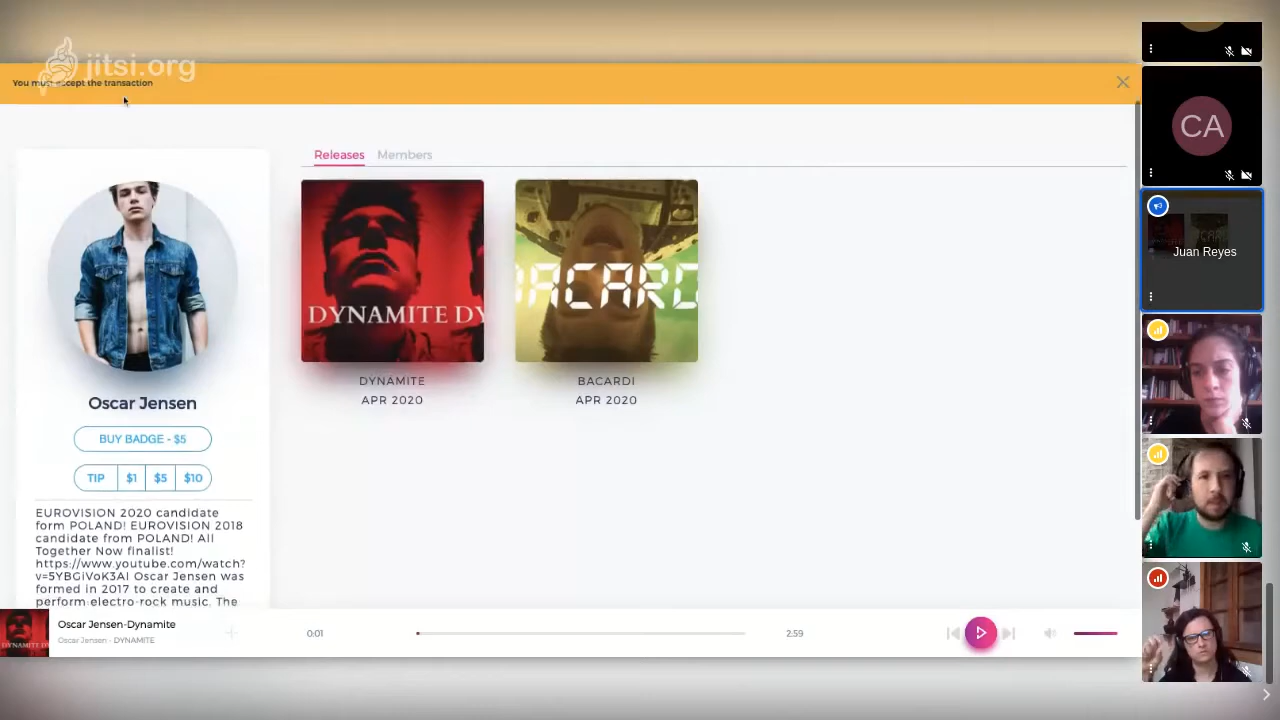 jitsi.org
You must accept the transaction
CA
Juan Reyes
Releases Members
DYNAMITE DY
ACARD
DYNAMITE
APR 2020
BACARDI
APR 2020
Oscar Jensen
BUY BADGE - $5
TIP $1 $5 $10
EUROVISION 2020 candidate
form POLAND! EUROVISION 2018
candidate from POLAND! All
Together Now finalist!
https://www.youtube.com/watch?
v=5YBGiVoK3AI Oscar Jensen was
formed in 2017 to create and
perform electro-rock music. The
DYNAMITE DY
Oscar Jensen-Dynamite
Oscar Jensen - DYNAMITE
0:01
2:59